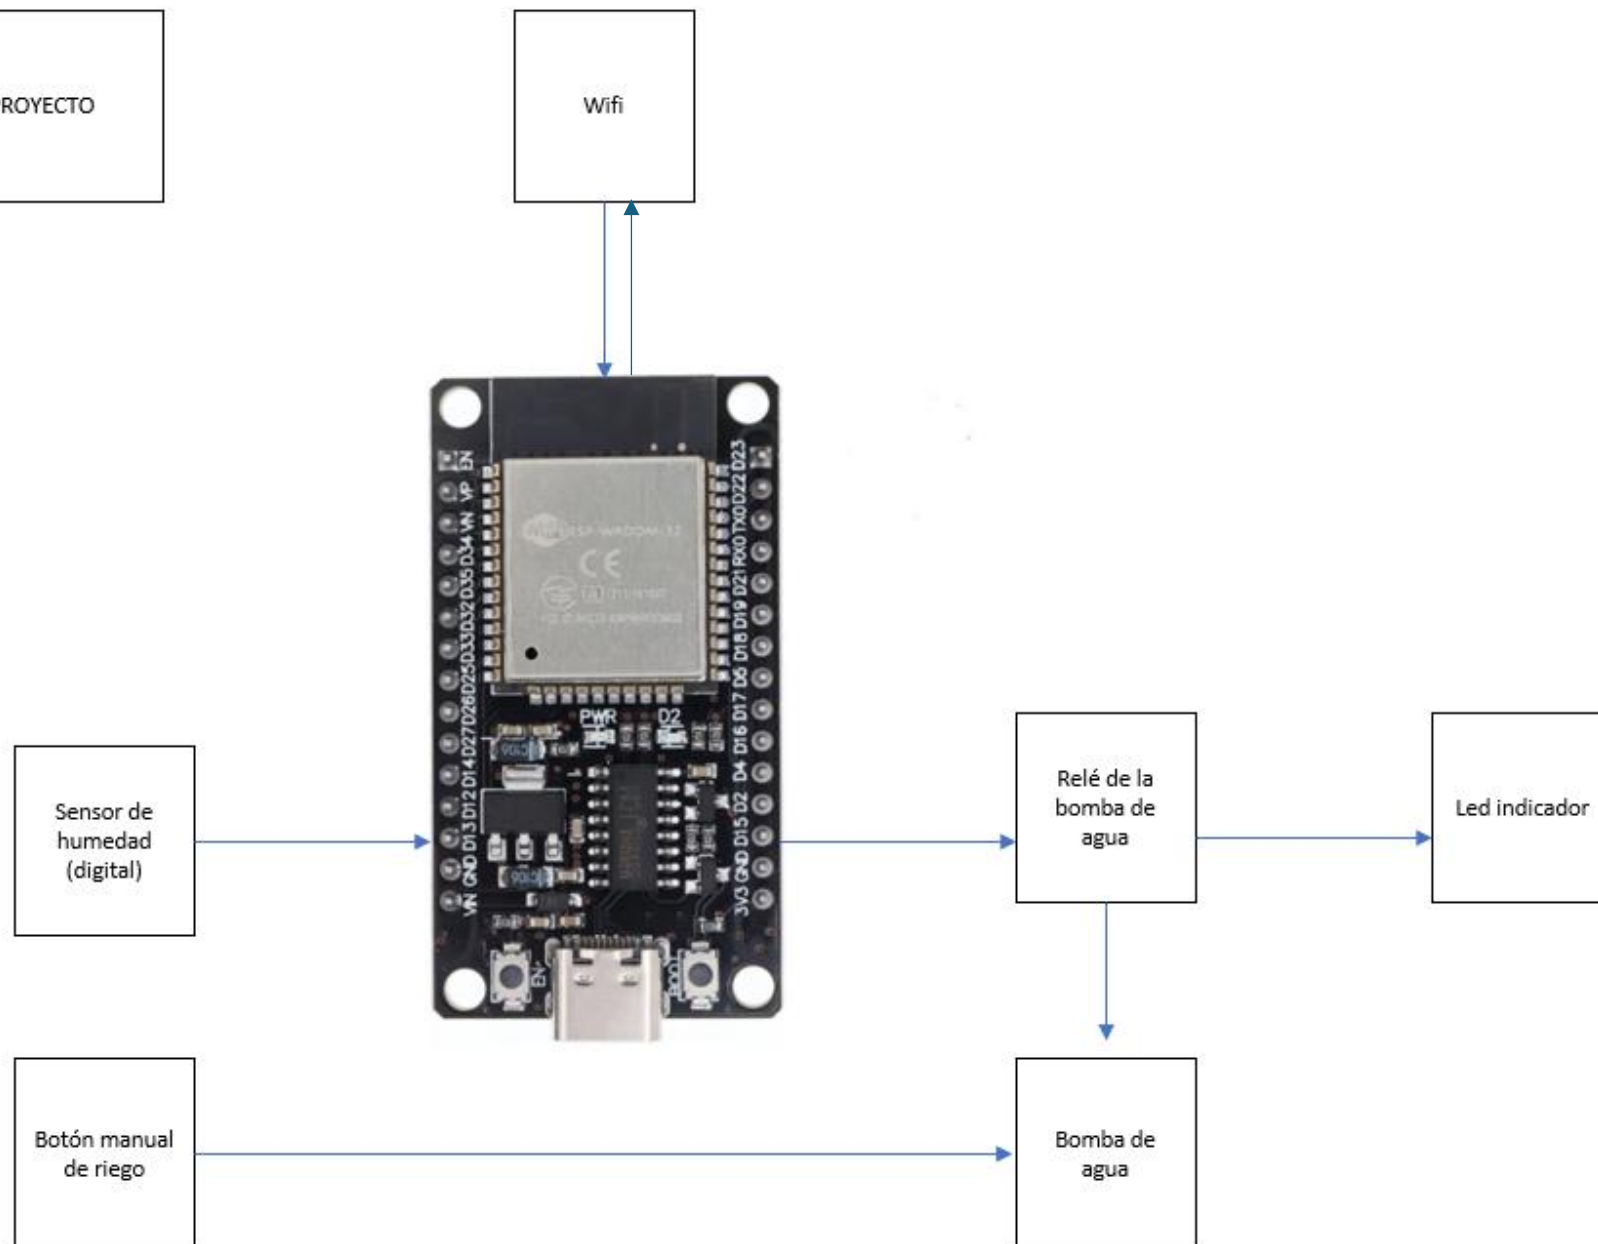 ROYECTO
Wifi
EN
VP
VN
D34
D35
D32
D33
D25
D26
D27
D14
D12
D13
GND
VIN
D23
D22
TX0
RX0
D21
D19
D18
D5
D17
D16
D4
D2
D15
GND
3V3
CE
PWR
D2
EN
BOOT
Sensor de
humedad
(digital)
Relé de la
bomba de
agua
Led indicador
Botón manual
de riego
Bomba de
agua